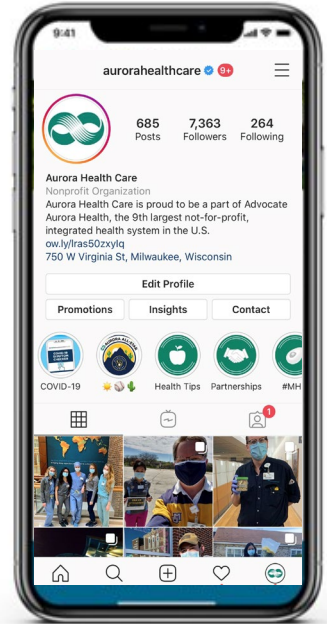 9:41
aurorahealthcare 9+
685 7,363 264
Posts Followers Following
Aurora Health Care
Nonprofit Organization
Aurora Health Care is proud to be a part of Advocate
Aurora Health, the 9th largest not-for-profit,
integrated health system in the U.S.
ow.ly/Iras50zxylq
750 W Virginia St, Milwaukee, Wisconsin
Edit Profile
Promotions Insights Contact
COVID-19 Health Tips Partnerships #MH
1